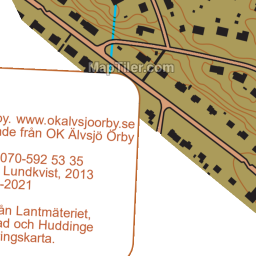 MapTiler.com
by. www.okalvsjoorby.se
de från OK Älvsjö Örby
070-592 53 35
Lundkvist, 2013
-2021
ån Lantmäteriet,
ad och Huddinge
ingskarta.